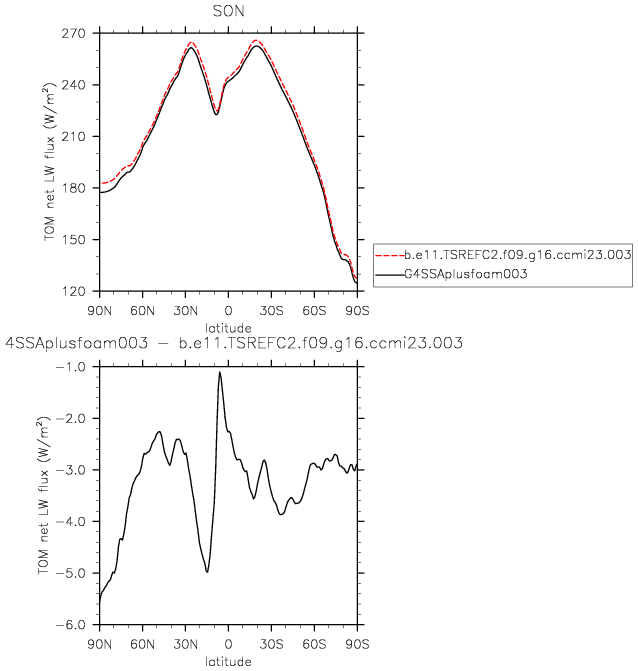 SON
270
240
210
180
150
120
TOM net LW flux (W/m²)
90N 60N 30N 0 30S 60S 90S
latitude
b.e11.TSREFC2.f09.g16.ccmi23.003
G4SSAplusfoam003
4SSAplusfoam003 − b.e11.TSREFC2.f09.g16.ccmi23.003
−1.0
−2.0
−3.0
−4.0
−5.0
−6.0
TOM net LW flux (W/m²)
90N 60N 30N 0 30S 60S 90S
latitude